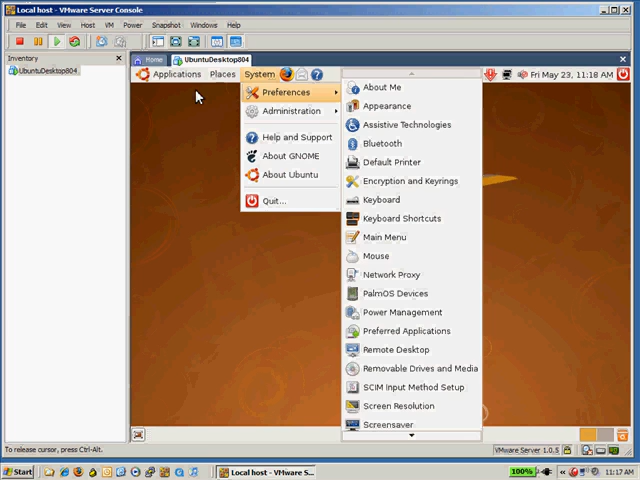 Local host - VMware Server Console
File Edit View Host VM Power Snapshot Windows Help
Inventory
UbuntuDesktop804
Home UbuntuDesktop804
Applications Places System Fri May 23, 11:18 AM
Preferences
Administration
Help and Support
About GNOME
About Ubuntu
Quit...
About Me
Appearance
Assistive Technologies
Bluetooth
Default Printer
Encryption and Keyrings
Keyboard
Keyboard Shortcuts
Main Menu
Mouse
Network Proxy
PalmOS Devices
Power Management
Preferred Applications
Remote Desktop
Removable Drives and Media
SCIM Input Method Setup
Screen Resolution
Screensaver
To release cursor, press Ctrl-Alt. VMware Server 1.0.5
Start Local host - VMware S... 100% 11:17 AM